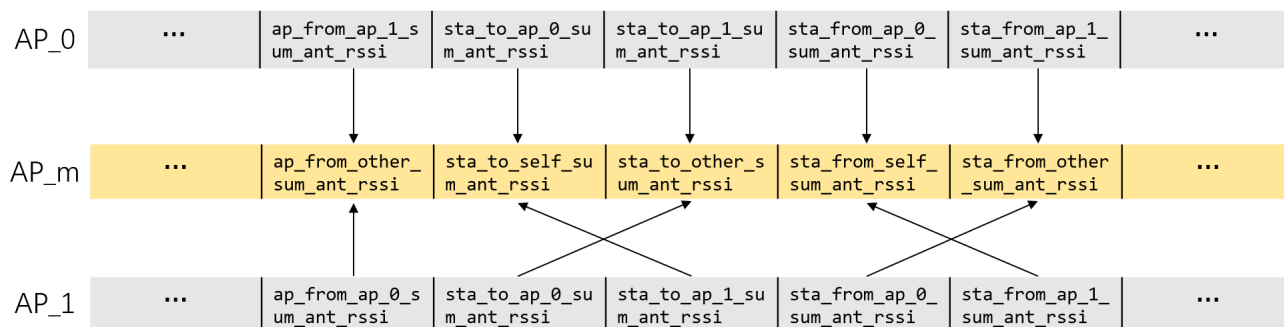 AP_0
...
ap_from_ap_1_s
um_ant_rssi
sta_to_ap_0_su
m_ant_rssi
sta_to_ap_1_su
m_ant_rssi
sta_from_ap_0_
sum_ant_rssi
sta_from_ap_1_
sum_ant_rssi
...
AP_m
...
ap_from_other_
sum_ant_rssi
sta_to_self_su
m_ant_rssi
sta_to_other_s
um_ant_rssi
sta_from_self_
sum_ant_rssi
sta_from_other
_sum_ant_rssi
...
AP_1
...
ap_from_ap_0_s
um_ant_rssi
sta_to_ap_0_su
m_ant_rssi
sta_to_ap_1_su
m_ant_rssi
sta_from_ap_0_
sum_ant_rssi
sta_from_ap_1_
sum_ant_rssi
...